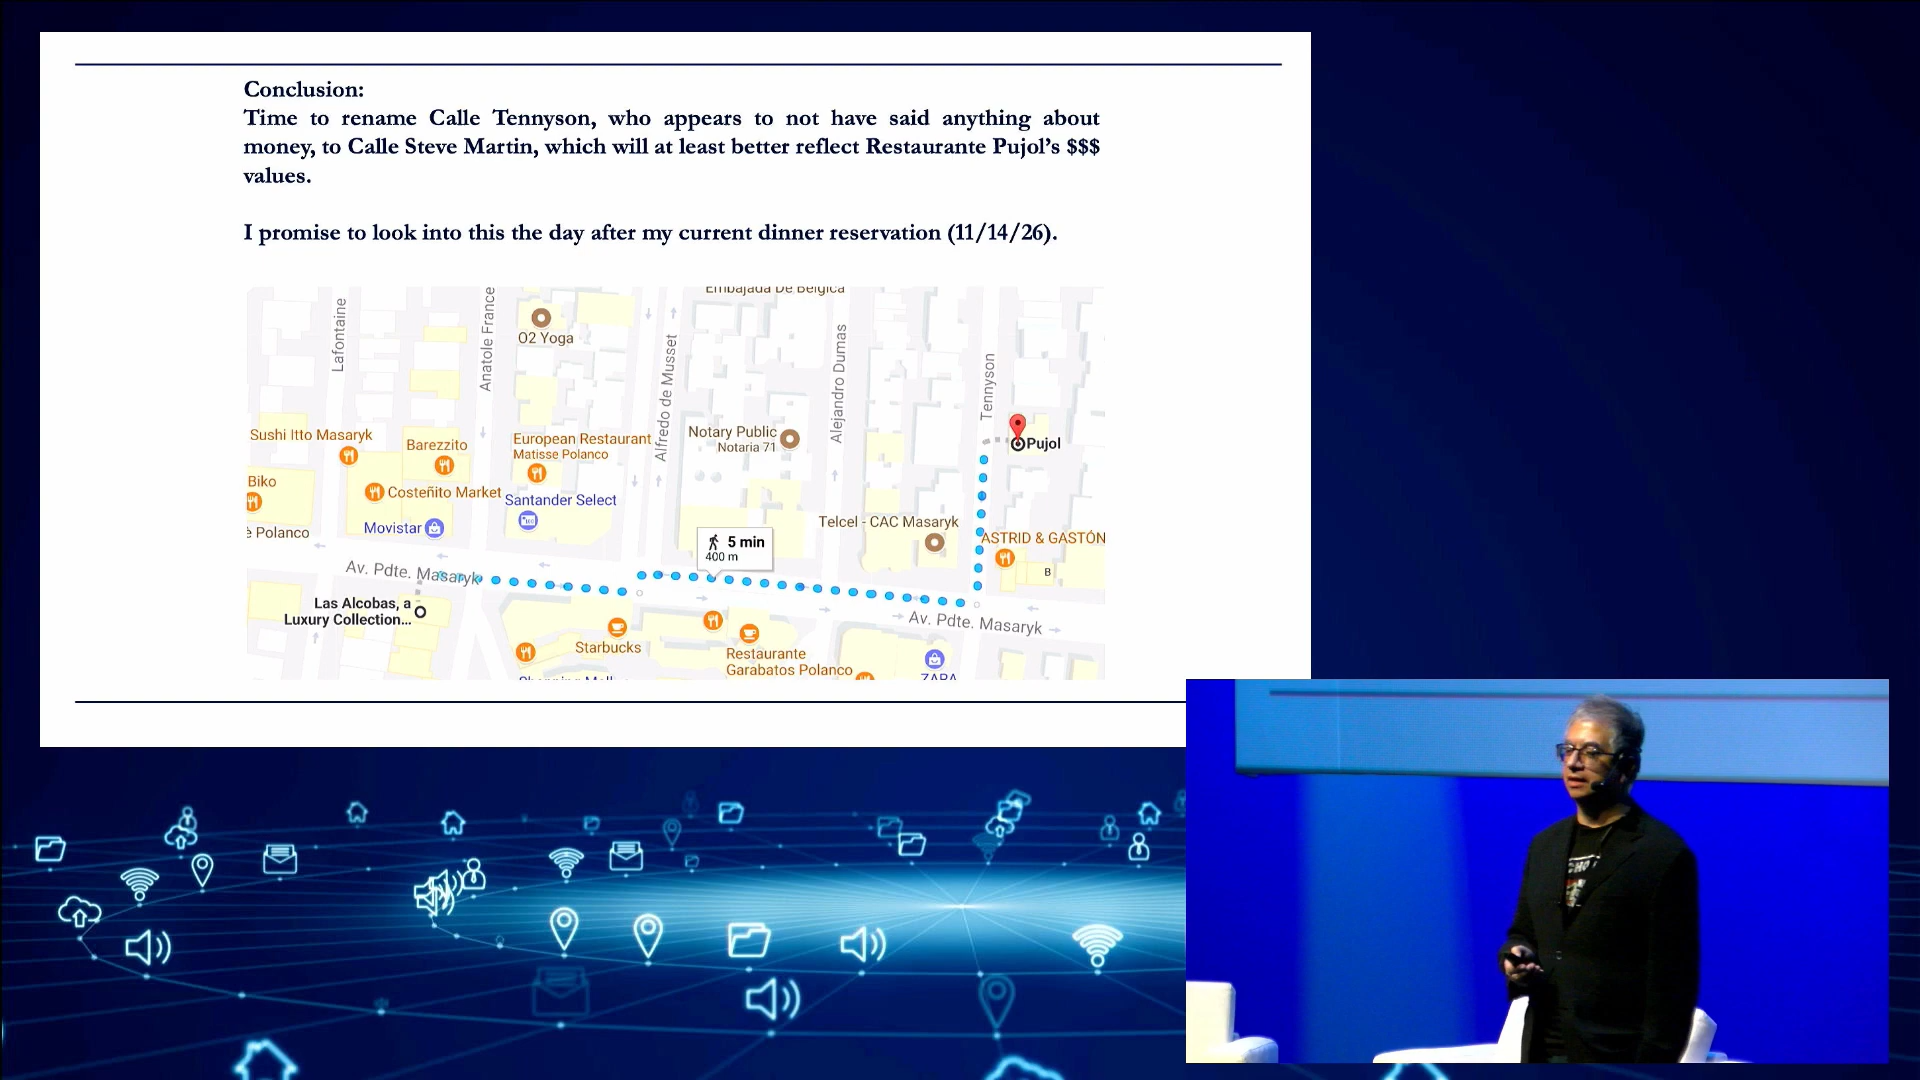 Conclusion:
Time to rename Calle Tennyson, who appears to not have said anything about
money, to Calle Steve Martin, which will at least better reflect Restaurante Pujol's $$$
values.
I promise to look into this the day after my current dinner reservation (11/14/26).
Embajada De Bélgica
Lafontaine
Anatole France
O2 Yoga
Alfredo de Musset
Alejandro Dumas
Tennyson
Sushi Itto Masaryk
Barezzito
European Restaurant
Matisse Polanco
Notary Public
Notaria 71
Pujol
Biko
Costeñito Market
Santander Select
Movistar
Polanco
Telcel - CAC Masaryk
ASTRID & GASTÓN
5 min
400 m
B
Av. Pdte. Masaryk
Las Alcobas, a
Luxury Collection...
Av. Pdte. Masaryk
Starbucks
Restaurante
Garabatos Polanco
ZARA